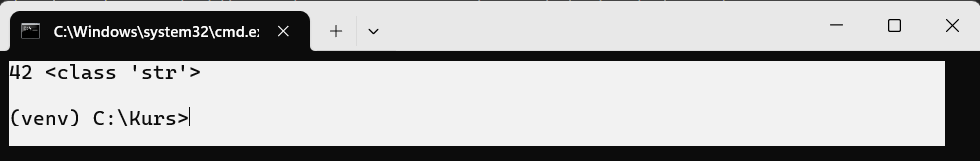 C:\Windows\system32\cmd.e
42 <class 'str'>
(venv) C:\Kurs>